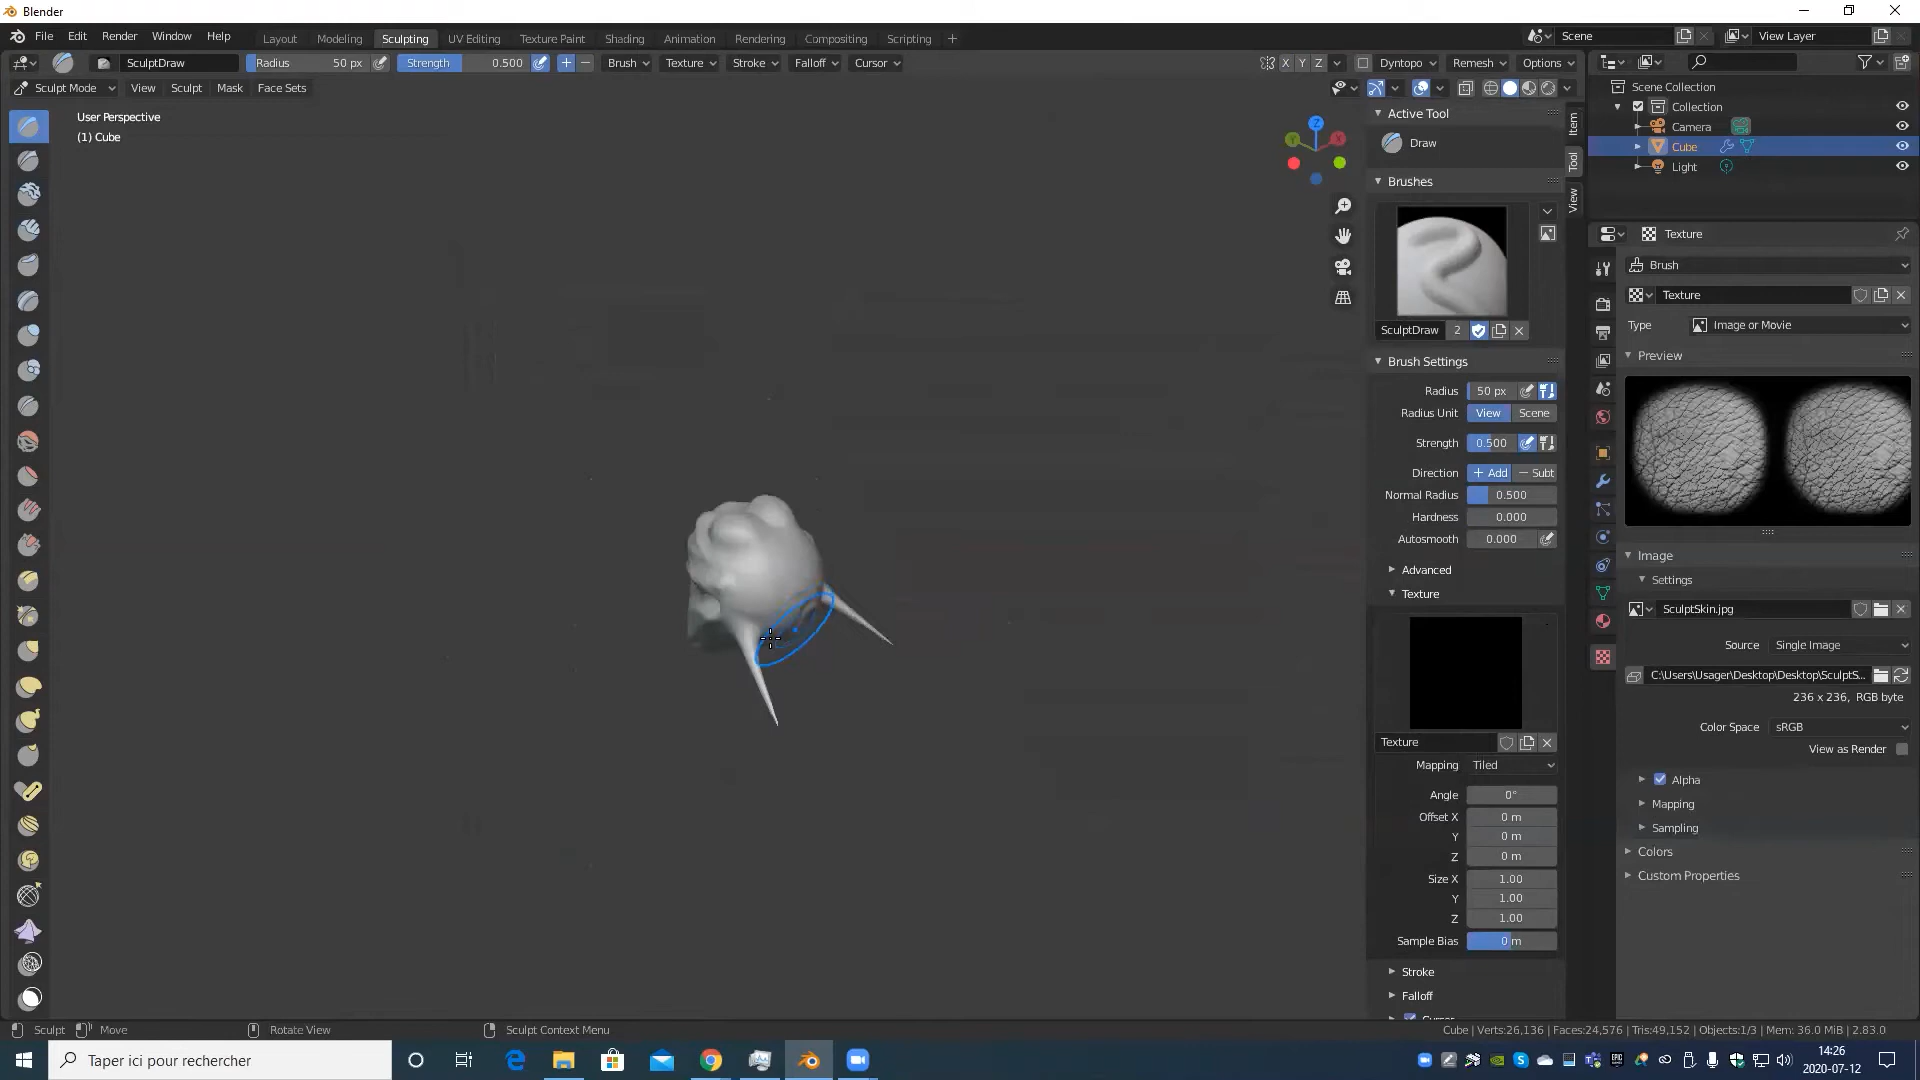 Blender
File Edit Render Window Help Layout Modeling Sculpting UV Editing Texture Paint Shading Animation Rendering Compositing Scripting Scene View Layer
SculptDraw Radius 50 px Strength 0.500 Brush Texture Stroke Falloff Cursor X Y Z Dyntopo Remesh Options
Sculpt Mode View Sculpt Mask Face Sets
User Perspective
(1) Cube
Z
Y
X
Item
Tool
View
Active Tool
Draw
Brushes
SculptDraw 2
Brush Settings
Radius 50 px
Radius Unit View Scene
Strength 0.500
Direction + Add − Subt
Normal Radius 0.500
Hardness 0.000
Autosmooth 0.000
Advanced
Texture
Texture
Mapping Tiled
Angle 0°
Offset X 0 m
Y 0 m
Z 0 m
Size X 1.00
Y 1.00
Z 1.00
Sample Bias 0 m
Stroke
Falloff
Scene Collection
Collection
Camera
Cube
Light
Texture
Brush
Texture
Type Image or Movie
Preview
Image
Settings
SculptSkin.jpg
Source Single Image
C:\Users\Usager\Desktop\Desktop\SculptS...
236 x 236, RGB byte
Color Space sRGB
View as Render
Alpha
Mapping
Sampling
Colors
Custom Properties
Sculpt Move Rotate View Sculpt Context Menu Cube | Verts:26,136 | Faces:24,576 | Tris:49,152 | Objects:1/3 | Mem: 36.0 MiB | 2.83.0
Taper ici pour rechercher
14:26
2020-07-12